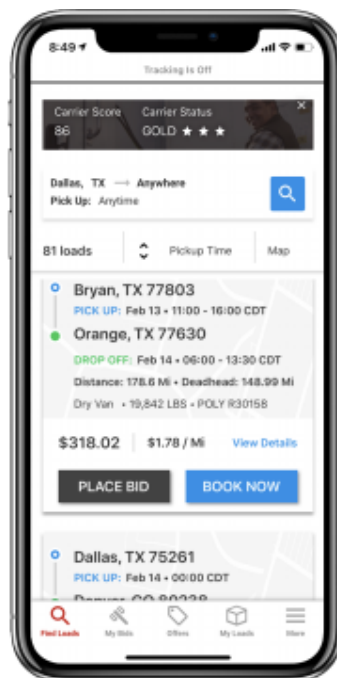 8:49
Tracking Is Off
Carrier Score Carrier Status
86 GOLD ★ ★ ★
Dallas, TX → Anywhere
Pick Up: Anytime
81 loads Pickup Time Map
Bryan, TX 77803
PICK UP: Feb 13 • 11:00 - 16:00 CDT
Orange, TX 77630
DROP OFF: Feb 14 • 06:00 - 13:30 CDT
Distance: 178.6 Mi • Deadhead: 148.99 Mi
Dry Van • 19,842 LBS • POLY R30158
$318.02 $1.78 / Mi View Details
PLACE BID BOOK NOW
Dallas, TX 75261
PICK UP: Feb 14 • 00:00 CDT
Denver, CO 80238
Find Loads My Bids Offers My Loads More